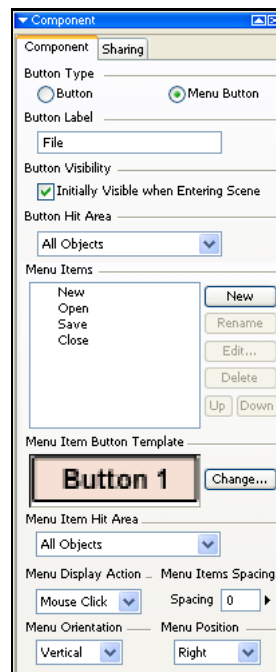 Component
Component Sharing
Button Type
Button Menu Button
Button Label
File
Button Visibility
Initially Visible when Entering Scene
Button Hit Area
All Objects
Menu Items
New New
Open Rename
Save Edit...
Close Delete
Up Down
Menu Item Button Template
Button 1 Change...
Menu Item Hit Area
All Objects
Menu Display Action Menu Items Spacing
Mouse Click Spacing 0
Menu Orientation Menu Position
Vertical Right